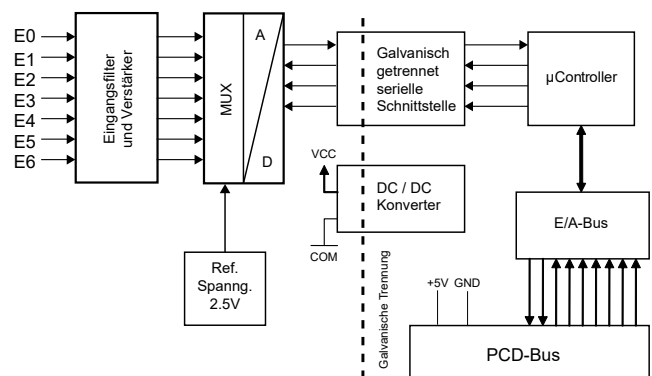 E0
E1
E2
E3
E4
E5
E6
Eingangsfilter
und Verstärker
MUX
A
D
Galvanisch
getrennet
serielle
Schnittstelle
µController
VCC
COM
DC / DC
Konverter
E/A-Bus
Ref.
Spanng.
2.5V
Galvanische Trennung
+5V GND
PCD-Bus